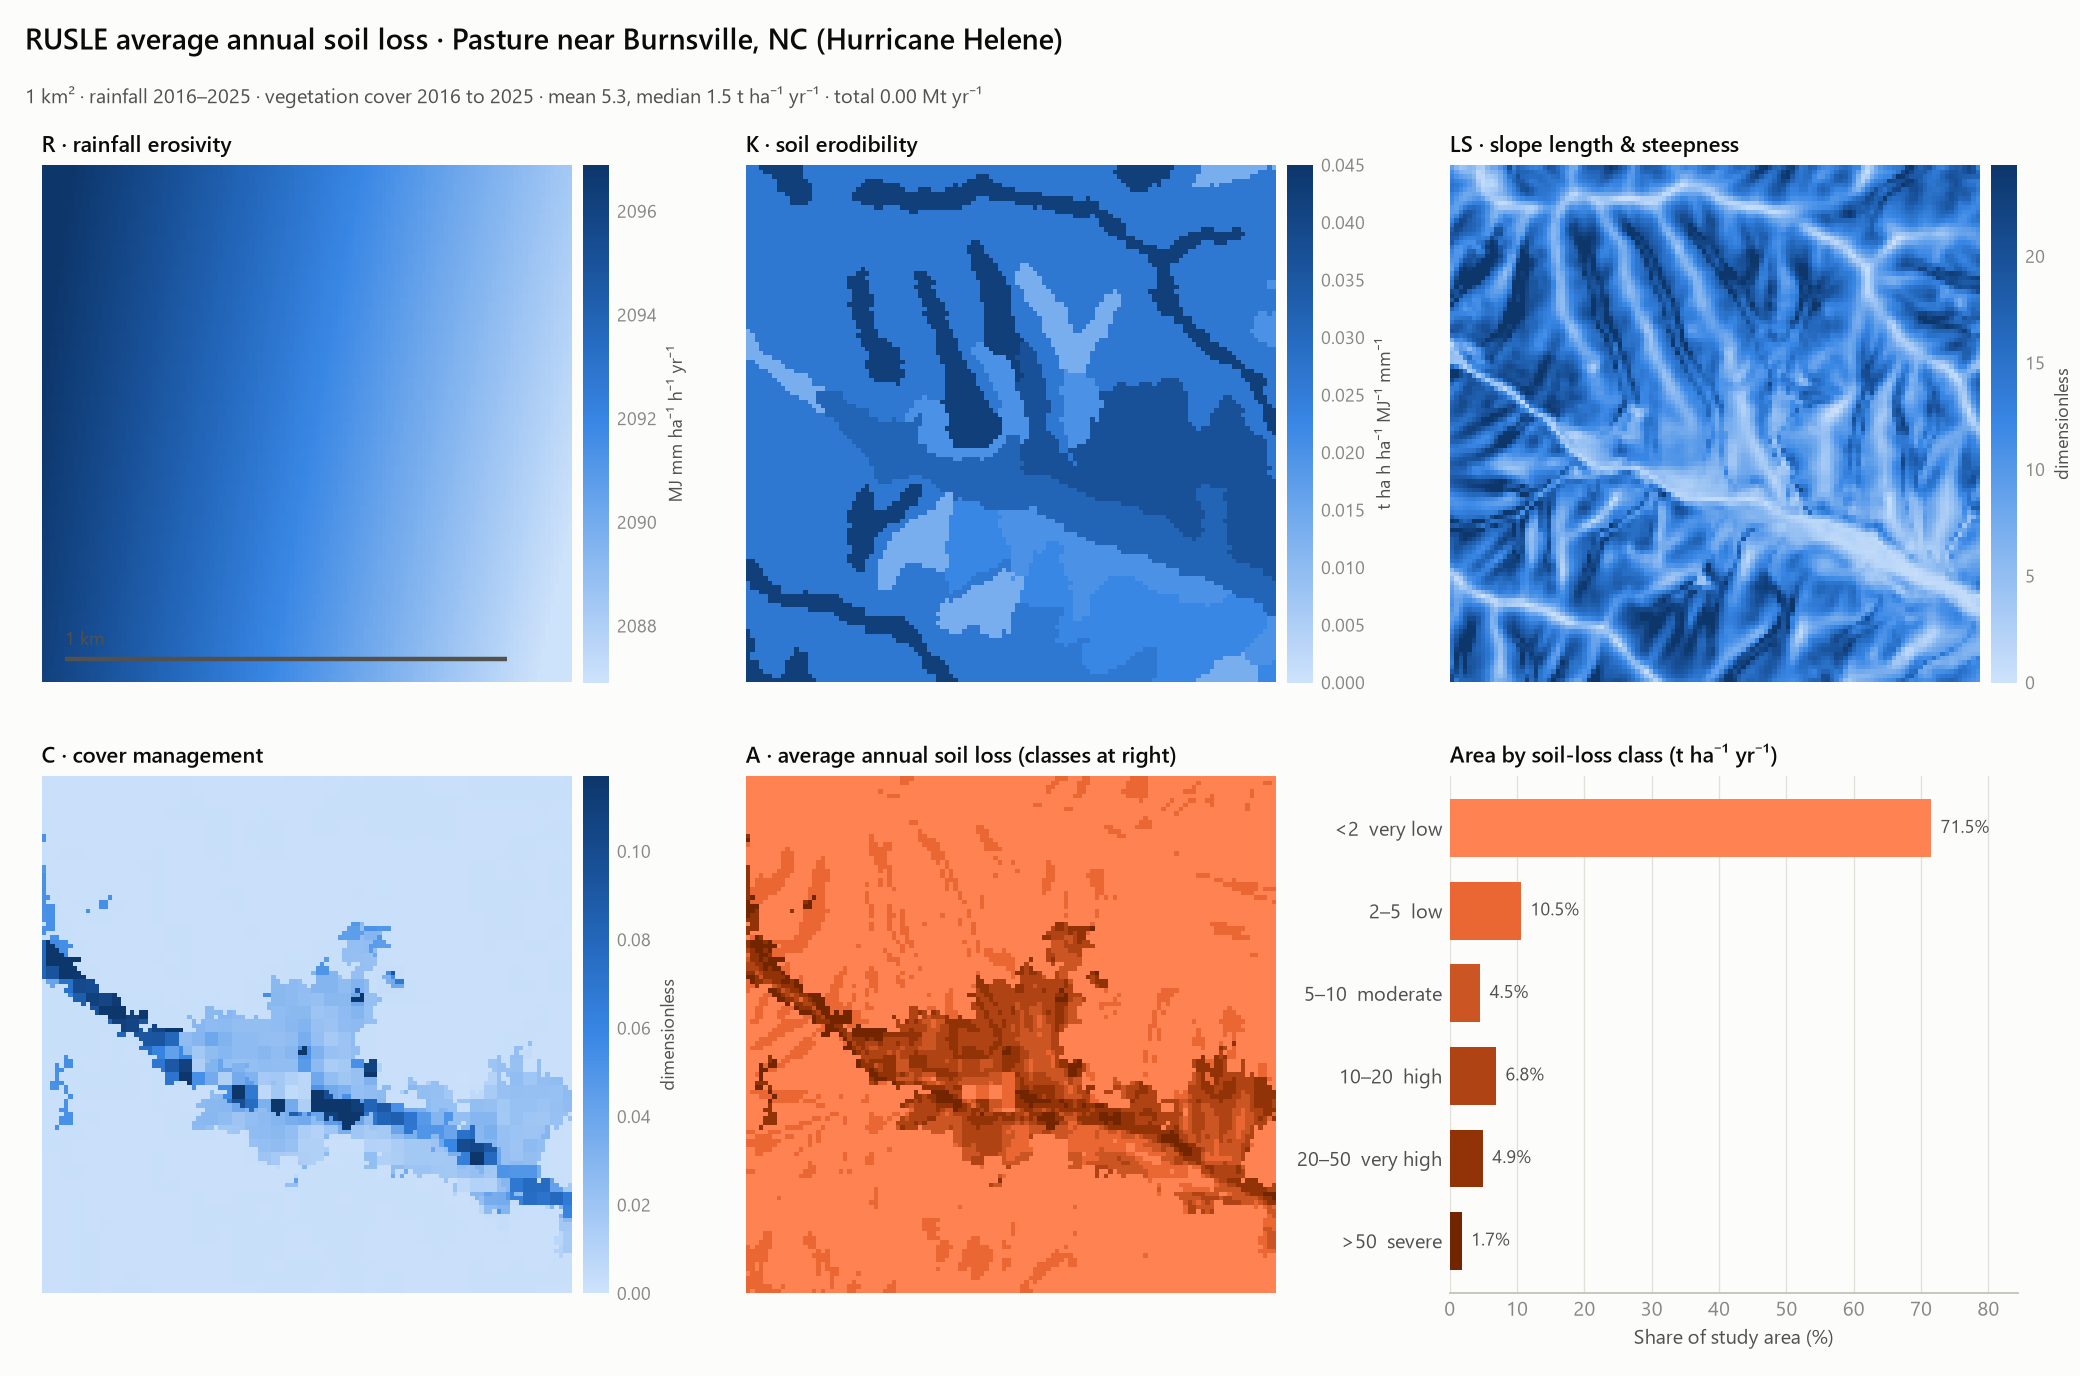 RUSLE average annual soil loss · Pasture near Burnsville, NC (Hurricane Helene)
1 km² · rainfall 2016–2025 · vegetation cover 2016 to 2025 · mean 5.3, median 1.5 t ha⁻¹ yr⁻¹ · total 0.00 Mt yr⁻¹
R · rainfall erosivity
2096
2094
2092
2090
2088
MJ mm ha⁻¹ h⁻¹ yr⁻¹
1 km
K · soil erodibility
0.045
0.040
0.035
0.030
0.025
0.020
0.015
0.010
0.005
0.000
t ha h ha⁻¹ MJ⁻¹ mm⁻¹
LS · slope length & steepness
20
15
10
5
0
dimensionless
C · cover management
0.10
0.08
0.06
0.04
0.02
0.00
dimensionless
A · average annual soil loss (classes at right)
Area by soil-loss class (t ha⁻¹ yr⁻¹)
<2 very low 71.5%
2–5 low 10.5%
5–10 moderate 4.5%
10–20 high 6.8%
20–50 very high 4.9%
>50 severe 1.7%
0 10 20 30 40 50 60 70 80
Share of study area (%)